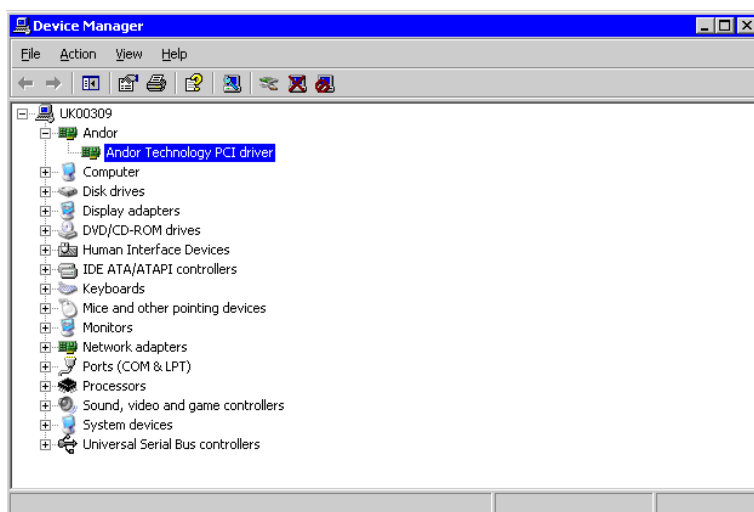 Device Manager
File Action View Help
UK00309
Andor
Andor Technology PCI driver
Computer
Disk drives
Display adapters
DVD/CD-ROM drives
Human Interface Devices
IDE ATA/ATAPI controllers
Keyboards
Mice and other pointing devices
Monitors
Network adapters
Ports (COM & LPT)
Processors
Sound, video and game controllers
System devices
Universal Serial Bus controllers